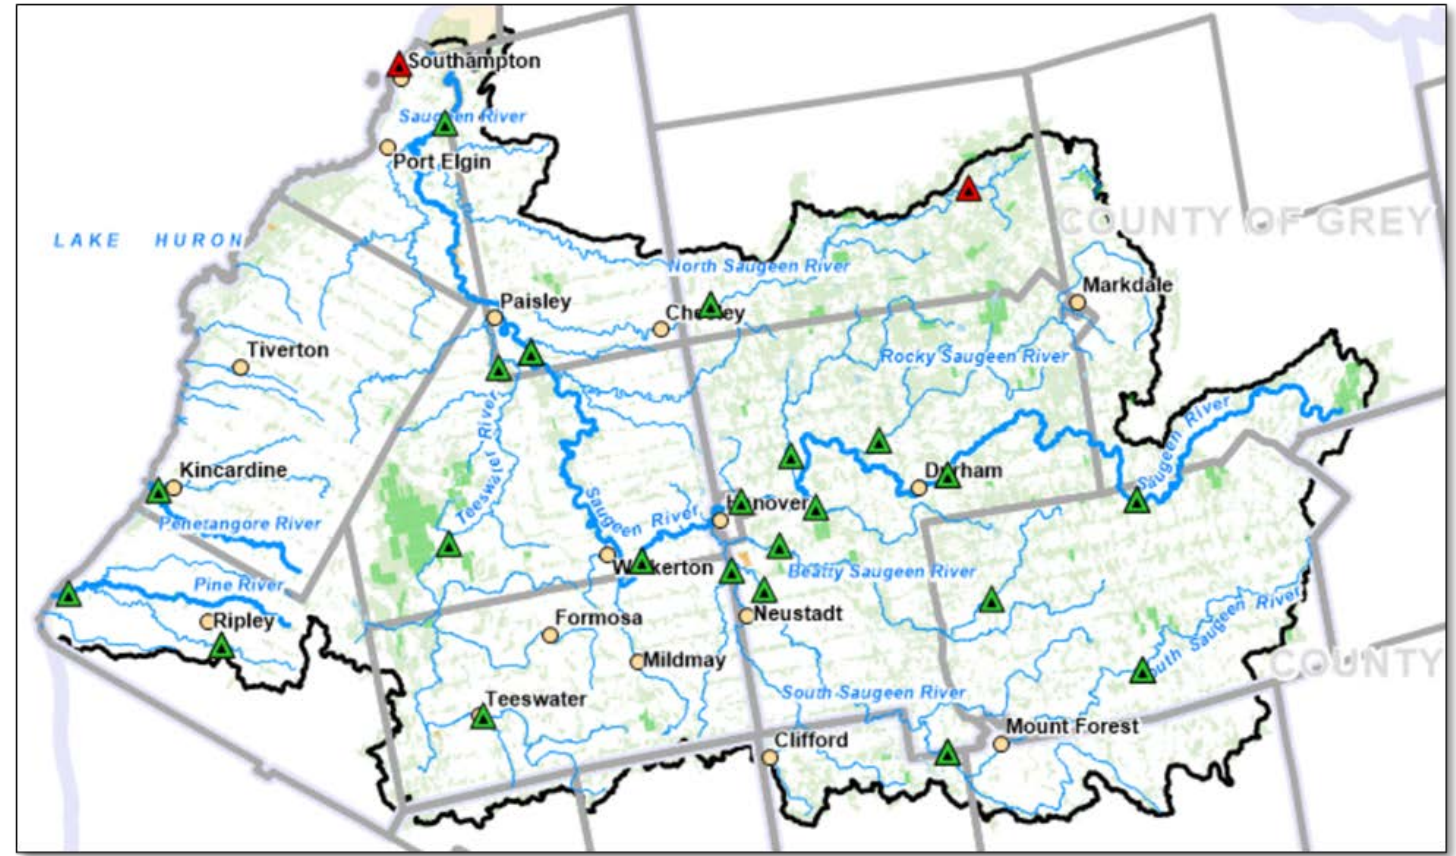 Southampton
Saugeen River
Port Elgin
COUNTY OF GREY
LAKE HURON
North Saugeen River
Markdale
Paisley
Chesley
Tiverton
Rocky Saugeen River
Saugeen River
Teeswater River
Kincardine
Durham
Saugeen River
Hanover
Penetangore River
Walkerton
Beatty Saugeen River
Pine River
South Saugeen River
Ripley
Formosa
Neustadt
Mildmay
COUNTY
Teeswater
South Saugeen River
Mount Forest
Clifford